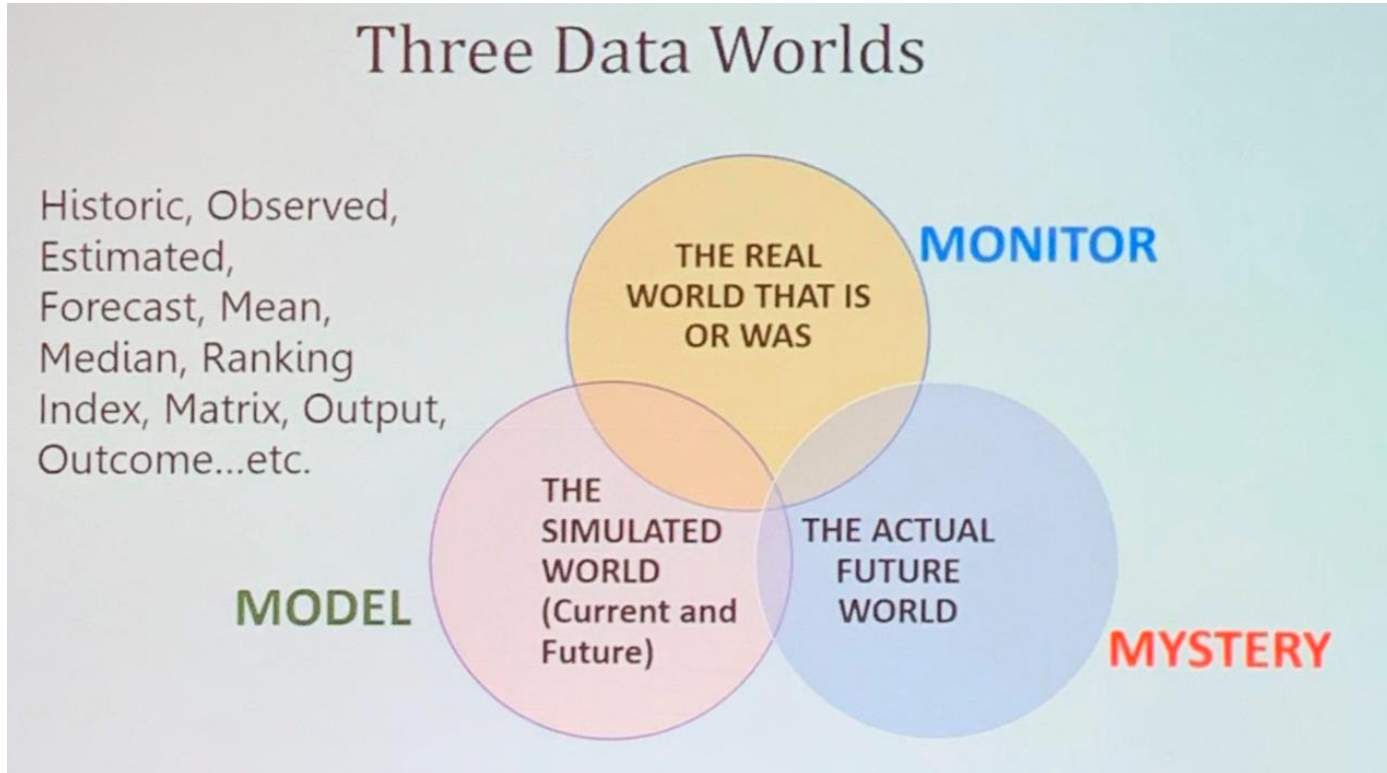 Three Data Worlds
Historic, Observed,
Estimated,
Forecast, Mean,
Median, Ranking
Index, Matrix, Output,
Outcome...etc.
THE REAL
WORLD THAT IS
OR WAS
MONITOR
THE
SIMULATED
WORLD
(Current and
Future)
MODEL
THE ACTUAL
FUTURE
WORLD
MYSTERY